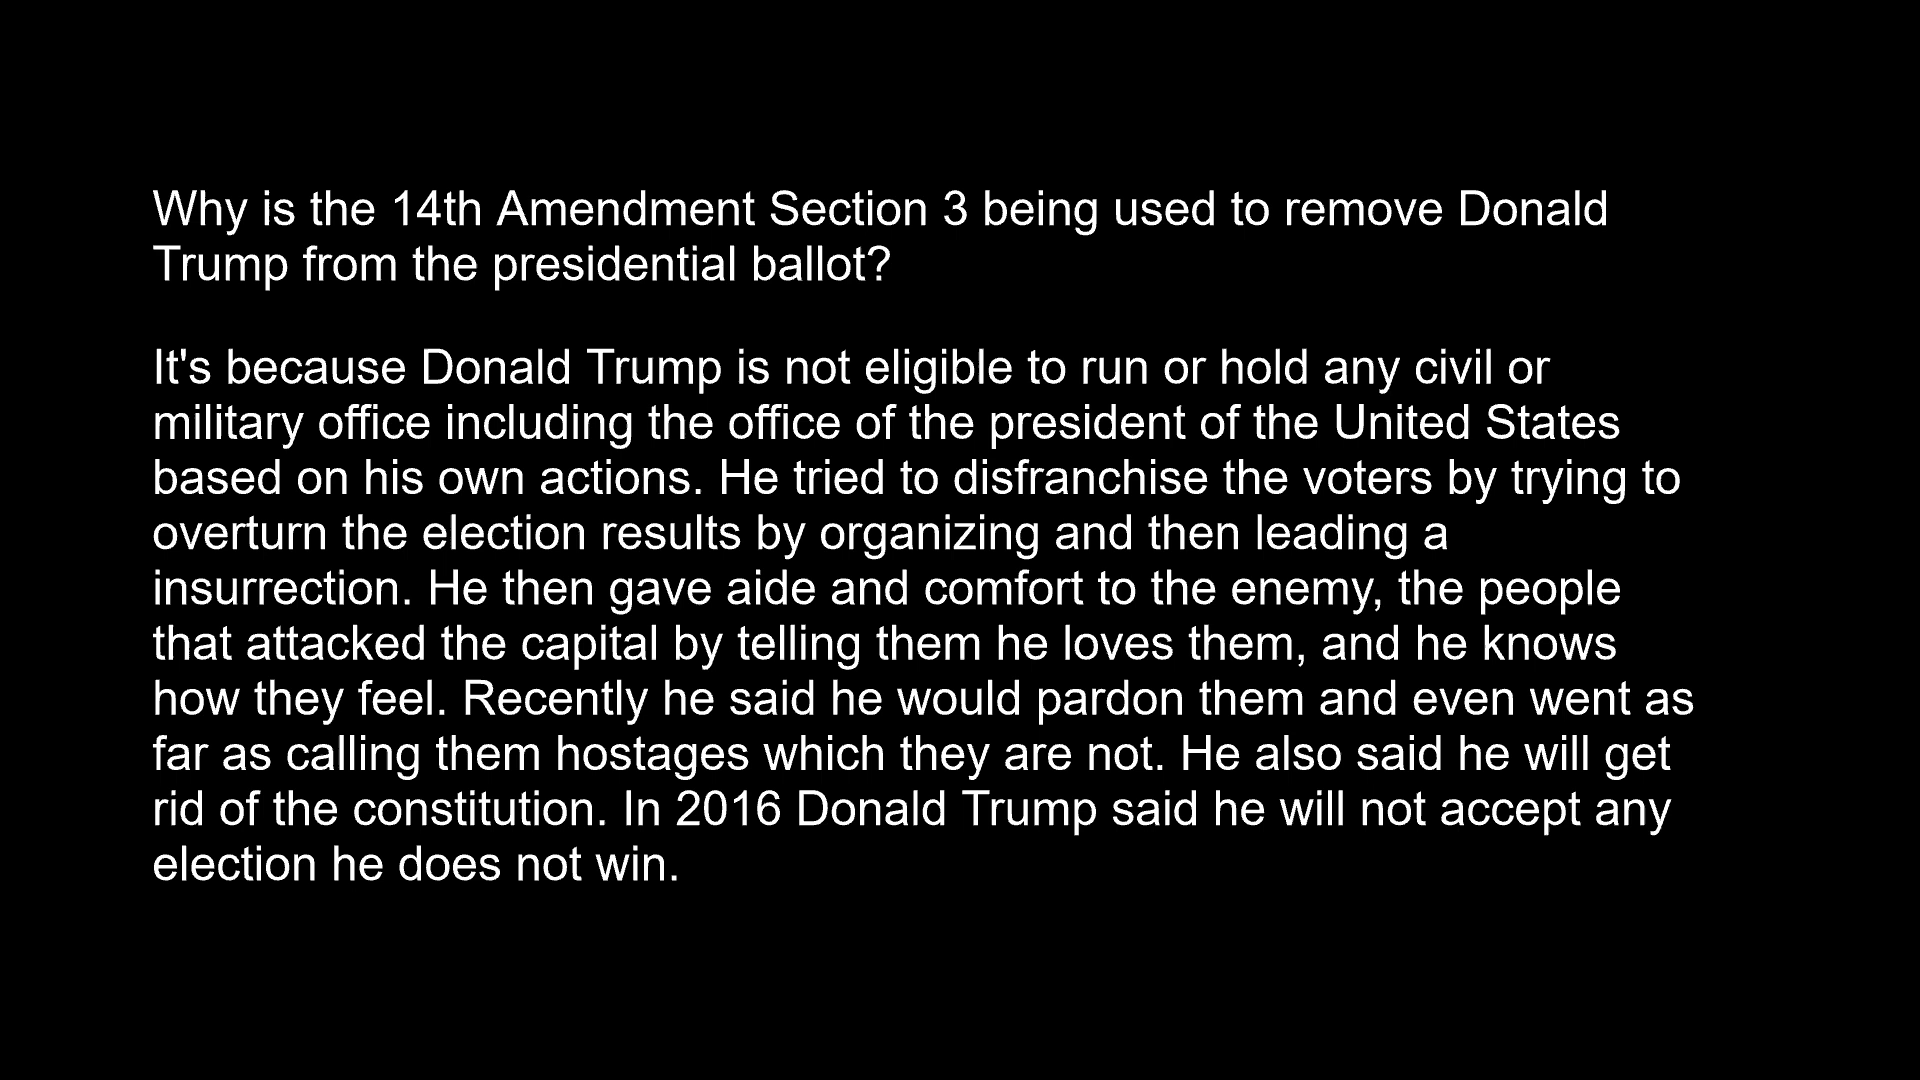 Why is the 14th Amendment Section 3 being used to remove Donald
Trump from the presidential ballot?
It's because Donald Trump is not eligible to run or hold any civil or
military office including the office of the president of the United States
based on his own actions. He tried to disfranchise the voters by trying to
overturn the election results by organizing and then leading a
insurrection. He then gave aide and comfort to the enemy, the people
that attacked the capital by telling them he loves them, and he knows
how they feel. Recently he said he would pardon them and even went as
far as calling them hostages which they are not. He also said he will get
rid of the constitution. In 2016 Donald Trump said he will not accept any
election he does not win.